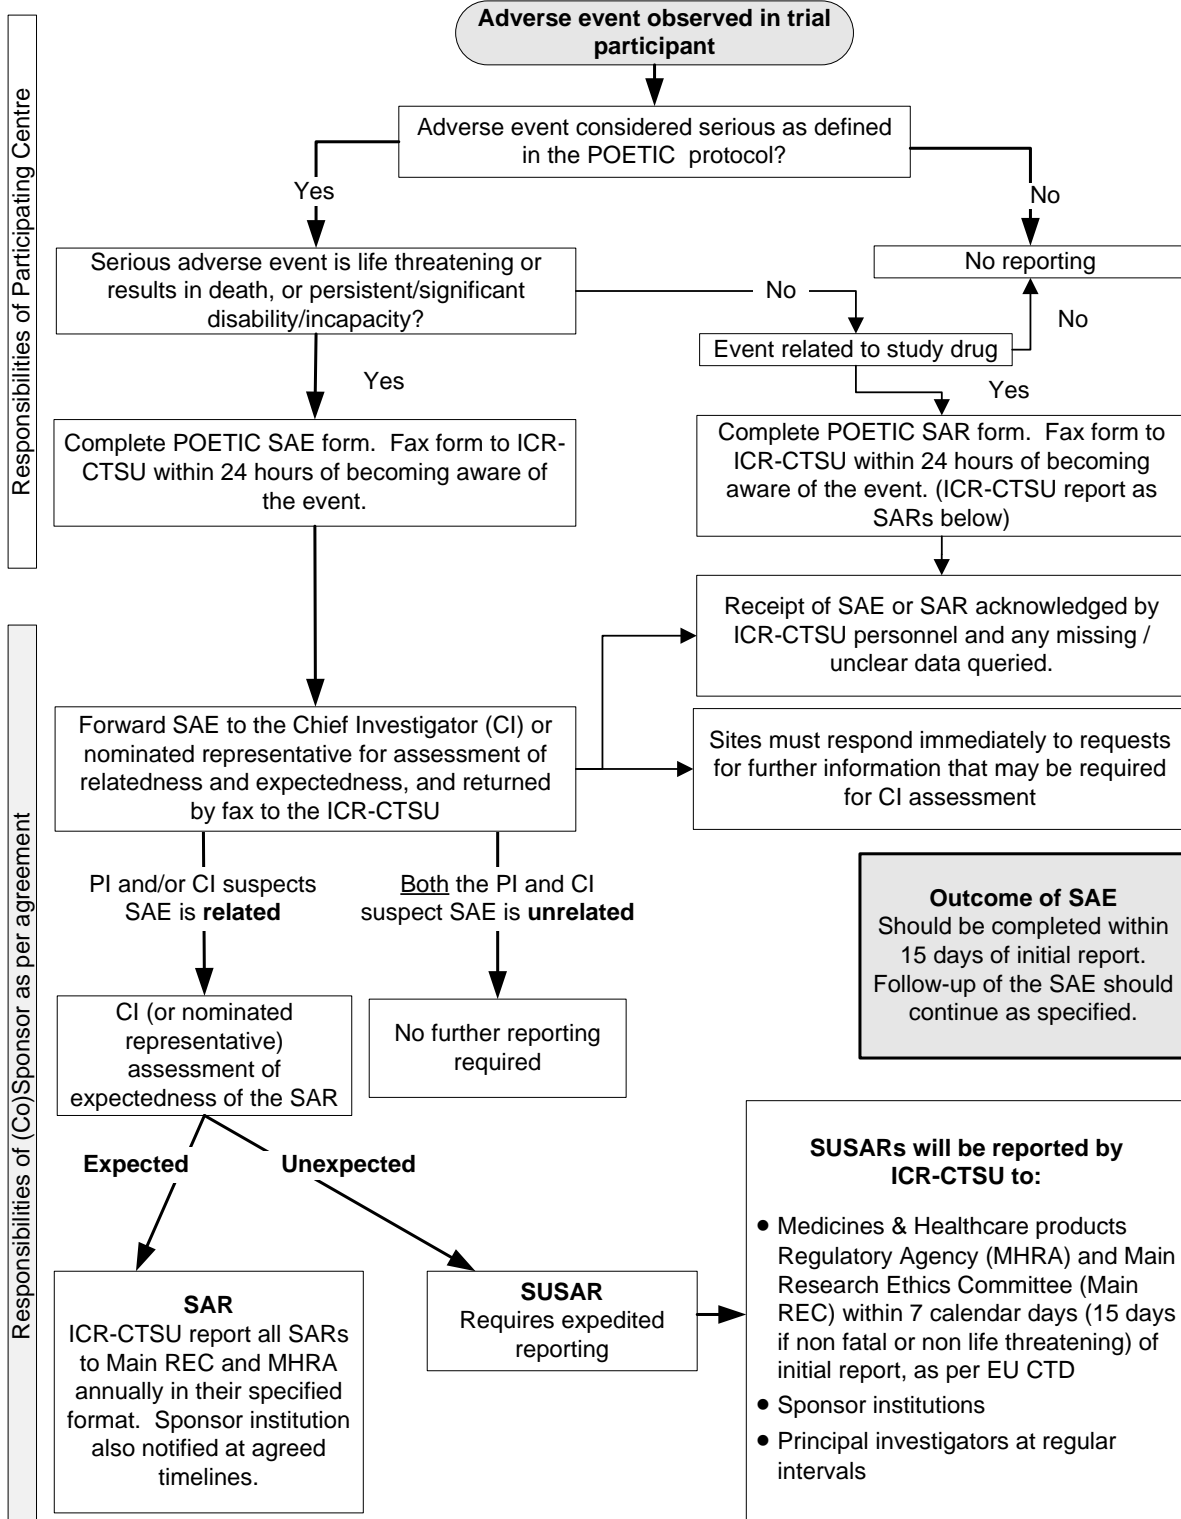 Responsibilities of Participating Centre
Adverse event observed in trial
participant
Adverse event considered serious as defined
in the POETIC  protocol?
Yes
No
Serious adverse event is life threatening or
results in death, or persistent/significant
disability/incapacity?
No
No reporting
No
Event related to study drug
Yes
Yes
Complete POETIC SAE form.  Fax form to ICR-
CTSU within 24 hours of becoming aware of
the event.
Complete POETIC SAR form.  Fax form to
ICR-CTSU within 24 hours of becoming
aware of the event. (ICR-CTSU report as
SARs below)
Responsibilities of (Co)Sponsor as per agreement
Receipt of SAE or SAR acknowledged by
ICR-CTSU personnel and any missing /
unclear data queried.
Forward SAE to the Chief Investigator (CI) or
nominated representative for assessment of
relatedness and expectedness, and returned
by fax to the ICR-CTSU
Sites must respond immediately to requests
for further information that may be required
for CI assessment
PI and/or CI suspects
SAE is related
Both the PI and CI
suspect SAE is unrelated
Outcome of SAE
Should be completed within
15 days of initial report.
Follow-up of the SAE should
continue as specified.
CI (or nominated
representative)
assessment of
expectedness of the SAR
No further reporting
required
Expected
Unexpected
SAR
ICR-CTSU report all SARs
to Main REC and MHRA
annually in their specified
format.  Sponsor institution
also notified at agreed
timelines.
SUSAR
Requires expedited
reporting
SUSARs will be reported by
ICR-CTSU to:
• Medicines & Healthcare products
Regulatory Agency (MHRA) and Main
Research Ethics Committee (Main
REC) within 7 calendar days (15 days
if non fatal or non life threatening) of
initial report, as per EU CTD
• Sponsor institutions
• Principal investigators at regular
intervals